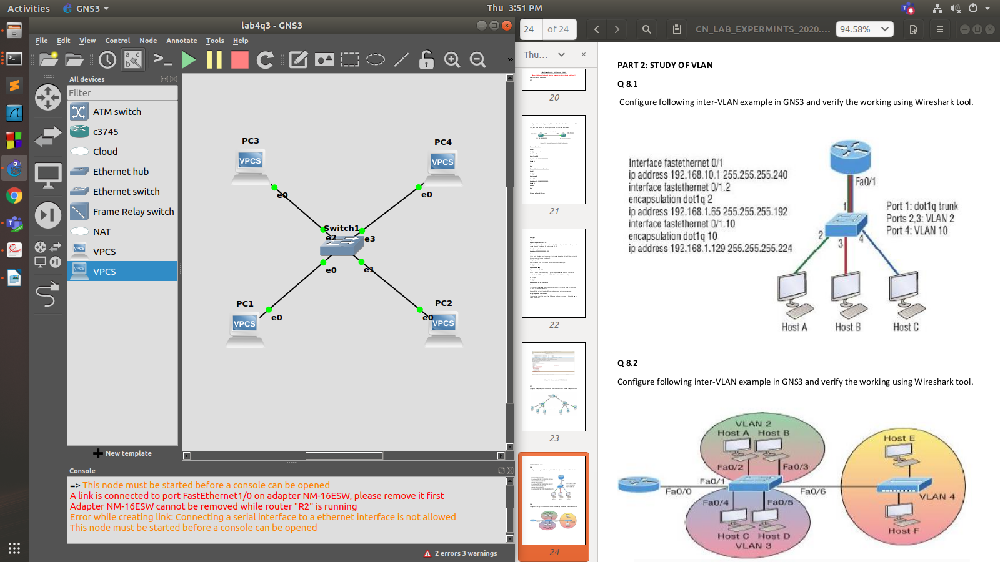 Activities
GNS3
Thu 3:51 PM
lab4q3 - GNS3
File Edit View Control Node Annotate Tools Help
All devices
Filter
ATM switch
c3745
Cloud
Ethernet hub
Ethernet switch
Frame Relay switch
NAT
VPCS
VPCS
New template
PC3
VPCS
e0
PC4
VPCS
e0
Switch1
e2
e3
e0
e1
PC1
VPCS
e0
PC2
VPCS
e0
Console
=> This node must be started before a console can be opened
A link is connected to port FastEthernet1/0 on adapter NM-16ESW, please remove it first
Adapter NM-16ESW cannot be removed while router "R2" is running
Error while creating link: Connecting a serial interface to a ethernet interface is not allowed
This node must be started before a console can be opened
2 errors 3 warnings
24 of 24
CN_LAB_EXPERMINTS_2020....
94.58%
Thu...
20
21
22
23
24
PART 2: STUDY OF VLAN
Q 8.1
Configure following inter-VLAN example in GNS3 and verify the working using Wireshark tool.
Interface fastethernet 0/1
ip address 192.168.10.1 255.255.255.240
interface fastethernet 0/1.2
encapsulation dot1q 2
ip address 192.168.1.65 255.255.255.192
interface fastethernet 0/1.10
encapsulation dot1q 10
ip address 192.168.1.129 255.255.255.224
Fa0/1
1
2
3
4
Port 1: dot1q trunk
Ports 2,3: VLAN 2
Port 4: VLAN 10
Host A
Host B
Host C
Q 8.2
Configure following inter-VLAN example in GNS3 and verify the working using Wireshark tool.
VLAN 2
Host A Host B
Fa0/2
Fa0/3
Fa0/1
Fa0/0
Fa0/6
Fa0/4
Fa0/5
Host C Host D
VLAN 3
Host E
VLAN 4
Host F